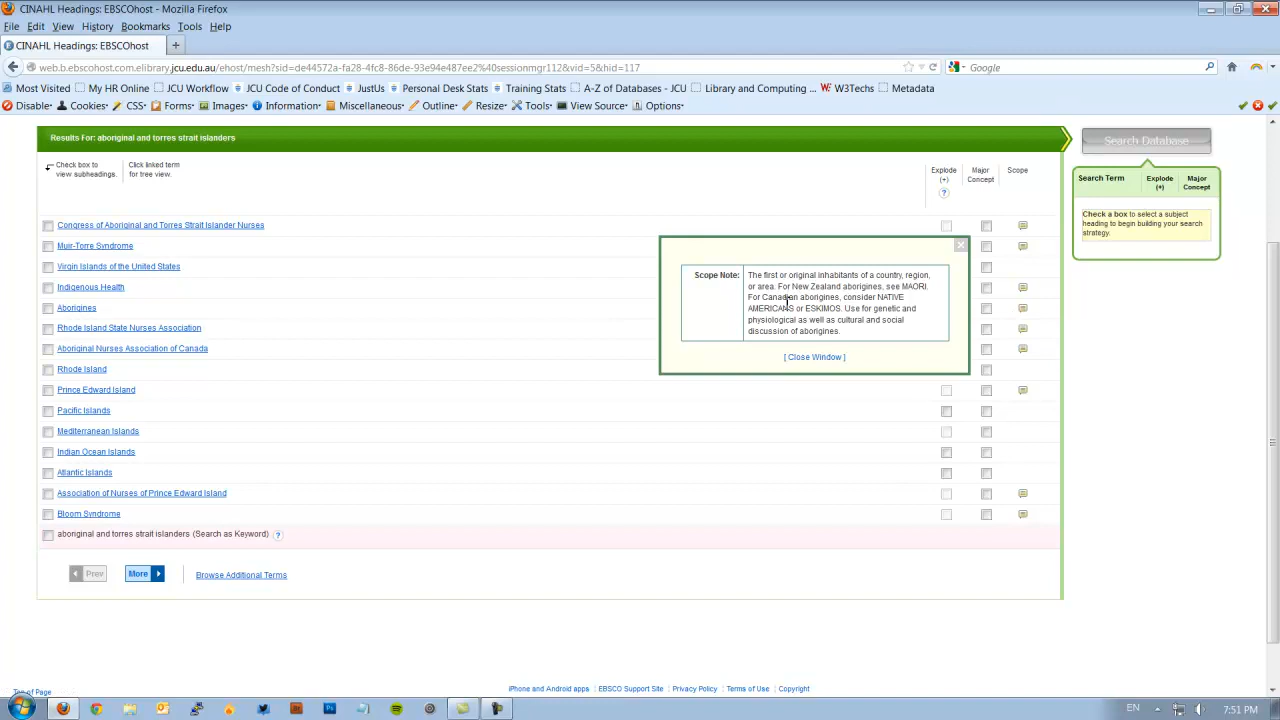 CINAHL Headings: EBSCOhost - Mozilla Firefox
File Edit View History Bookmarks Tools Help
CINAHL Headings: EBSCOhost +
web.b.ebscohost.com.elibrary.jcu.edu.au/ehost/mesh?sid=de44572a-fa28-4fc8-86de-93e94e487ee2%40sessionmgr112&vid=5&hid=117
Google
Most Visited My HR Online JCU Workflow JCU Code of Conduct JustUs Personal Desk Stats Training Stats A-Z of Databases - JCU Library and Computing ... W3Techs Metadata
Disable Cookies CSS Forms Images Information Miscellaneous Outline Resize Tools View Source Options
Results For: aboriginal and torres strait islanders
Search Database
Check box to
view subheadings.
Click linked term
for tree view.
Explode
(+)
?
Major
Concept
Scope
Search Term
Explode
(+)
Major
Concept
Check a box to select a subject
heading to begin building your search
strategy.
Congress of Aboriginal and Torres Strait Islander Nurses
Muir-Torre Syndrome
Virgin Islands of the United States
Indigenous Health
Aborigines
Rhode Island State Nurses Association
Aboriginal Nurses Association of Canada
Rhode Island
Prince Edward Island
Pacific Islands
Mediterranean Islands
Indian Ocean Islands
Atlantic Islands
Association of Nurses of Prince Edward Island
Bloom Syndrome
aboriginal and torres strait islanders (Search as Keyword) ?
Scope Note:
The first or original inhabitants of a country, region,
or area. For New Zealand aborigines, see MAORI.
For Canadian aborigines, consider NATIVE
AMERICANS or ESKIMOS. Use for genetic and
physiological as well as cultural and social
discussion of aborigines.
[ Close Window ]
Prev More Browse Additional Terms
Top of Page
iPhone and Android apps EBSCO Support Site Privacy Policy Terms of Use Copyright
EN 7:51 PM